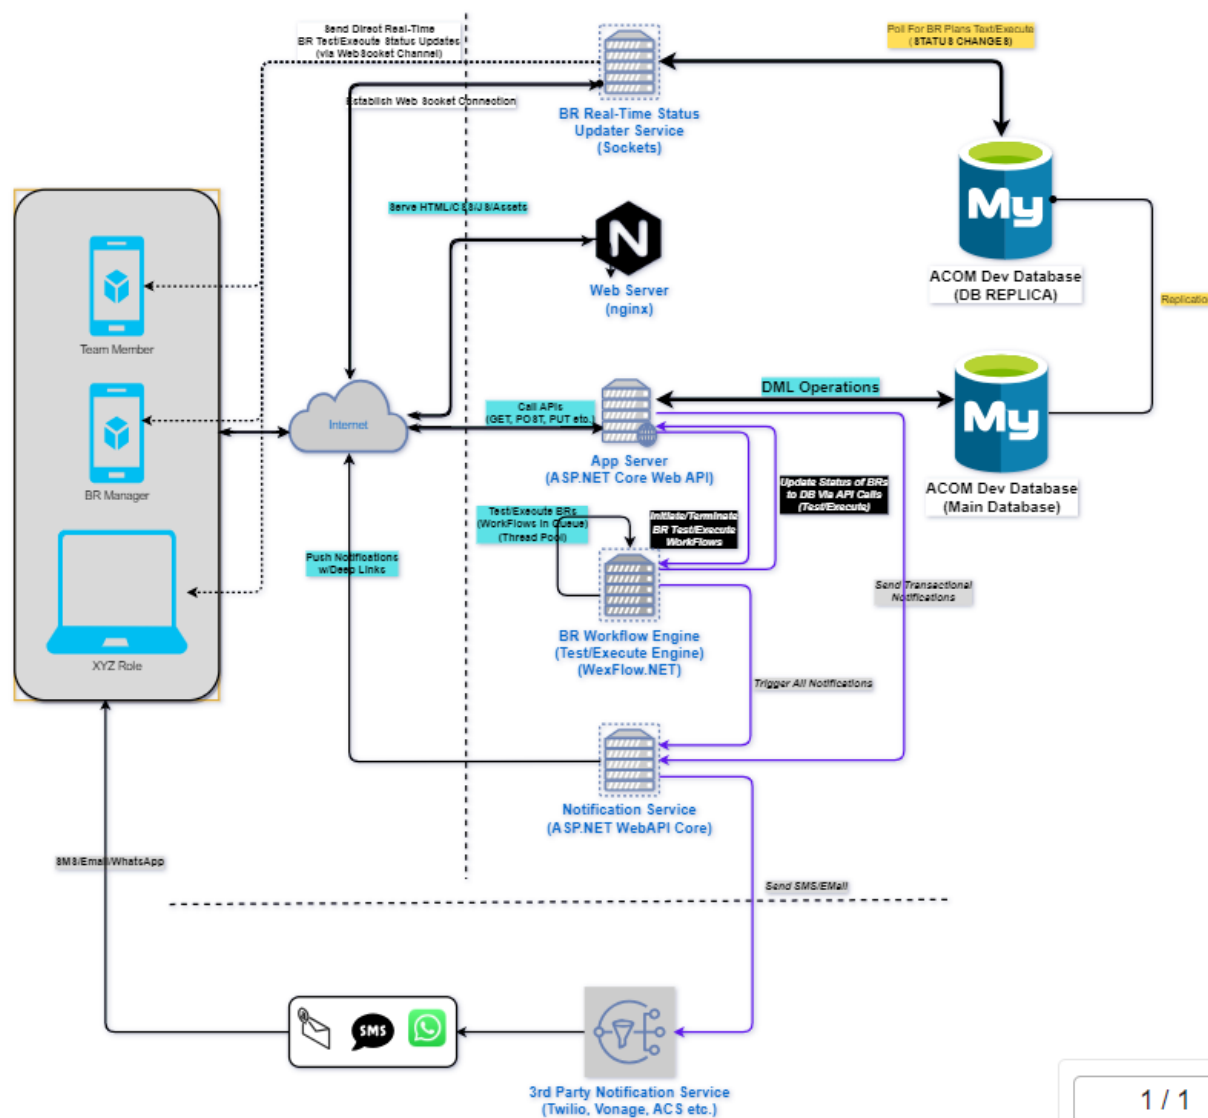 Send Direct Real-Time
BR Test/Execute Status Updates
(via WebSocket Channel)
Poll For BR Plans Text/Execute
(STATUS CHANGES)
Establish Web Socket Connection
BR Real-Time Status
Updater Service
(Sockets)
My
ACOM Dev Database
(DB REPLICA)
Serve HTML/CSS/JS/Assets
N
Web Server
(nginx)
Replication
Team Member
BR Manager
XYZ Role
Internet
Call APIs
(GET, POST, PUT etc.)
DML Operations
App Server
(ASP.NET Core Web API)
My
ACOM Dev Database
(Main Database)
Update Status of BRs
to DB Via API Calls
(Test/Execute)
Test/Execute BRs
(WorkFlows In Queue)
(Thread Pool)
Initiate/Terminate
BR Test/Execute
WorkFlows
Push Notifications
w/Deep Links
Send Transactional
Notifications
BR Workflow Engine
(Test/Execute Engine)
(WexFlow.NET)
Trigger All Notifications
Notification Service
(ASP.NET WebAPI Core)
SMS/Email/WhatsApp
Send SMS/EMail
@
SMS
3rd Party Notification Service
(Twilio, Vonage, ACS etc.)
1 / 1